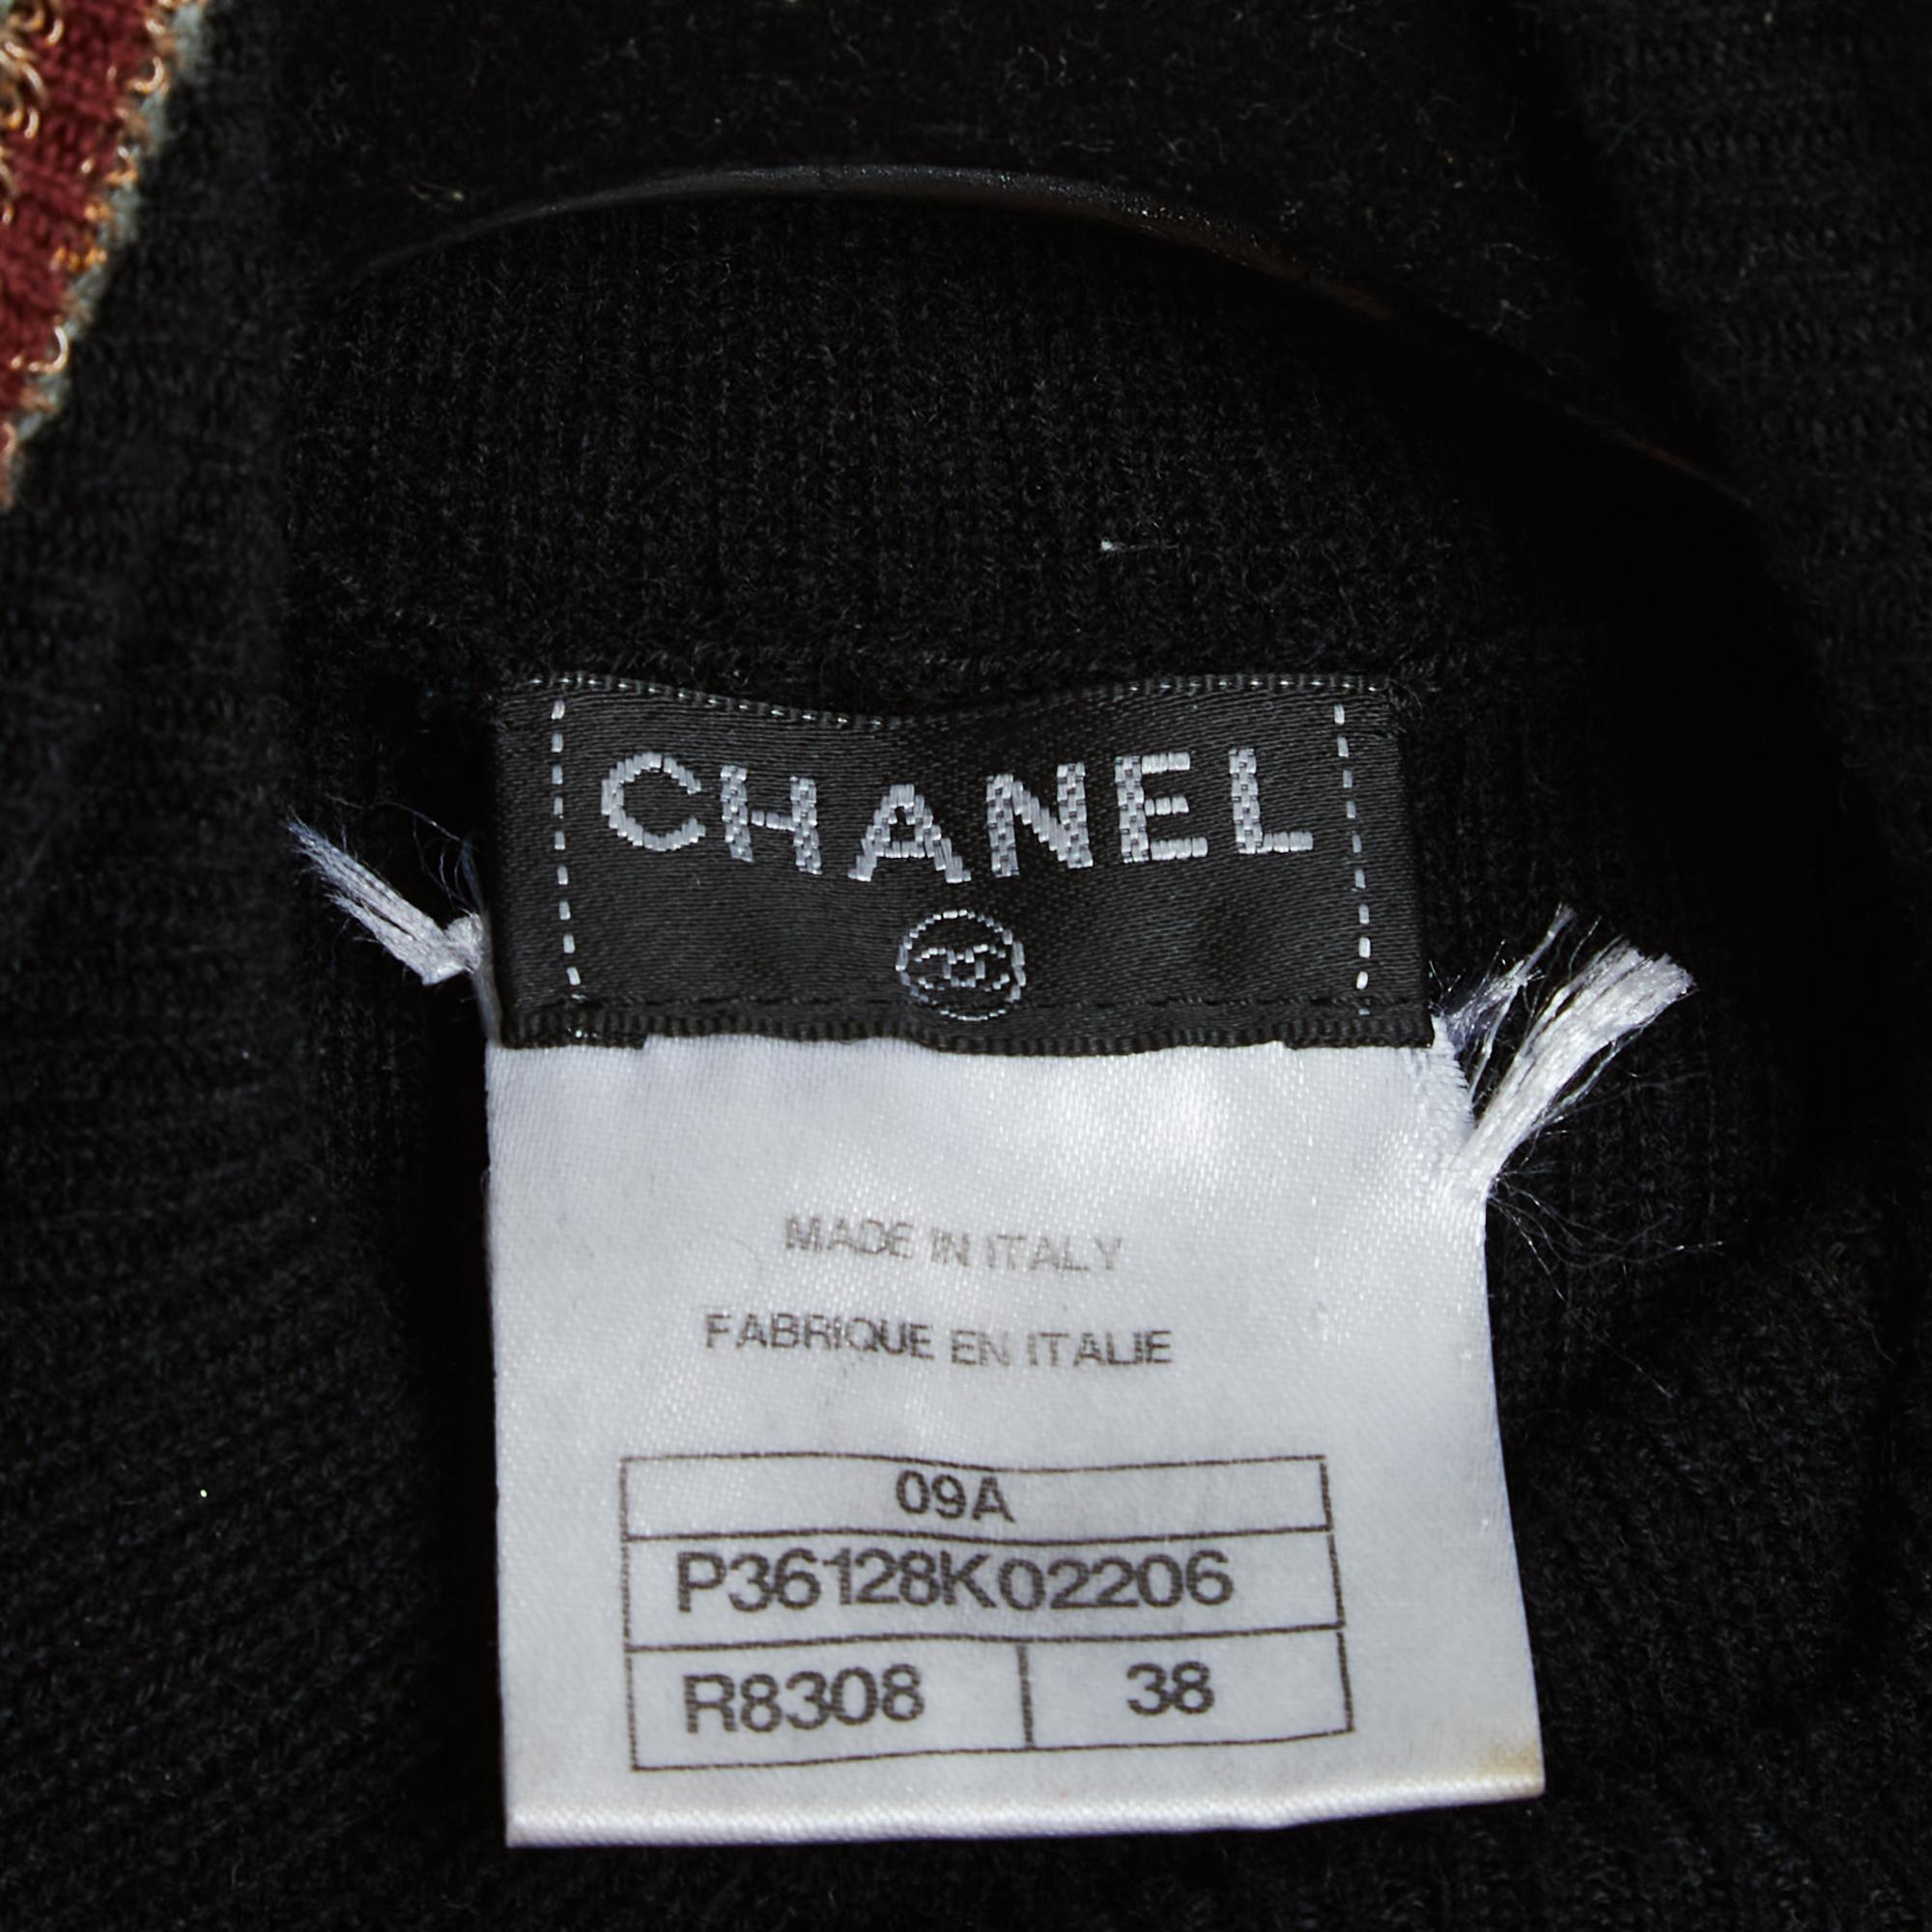 CHANEL
MADE IN ITALY
FABRIQUE EN ITALIE
09A
P36128K02206
R8308 38